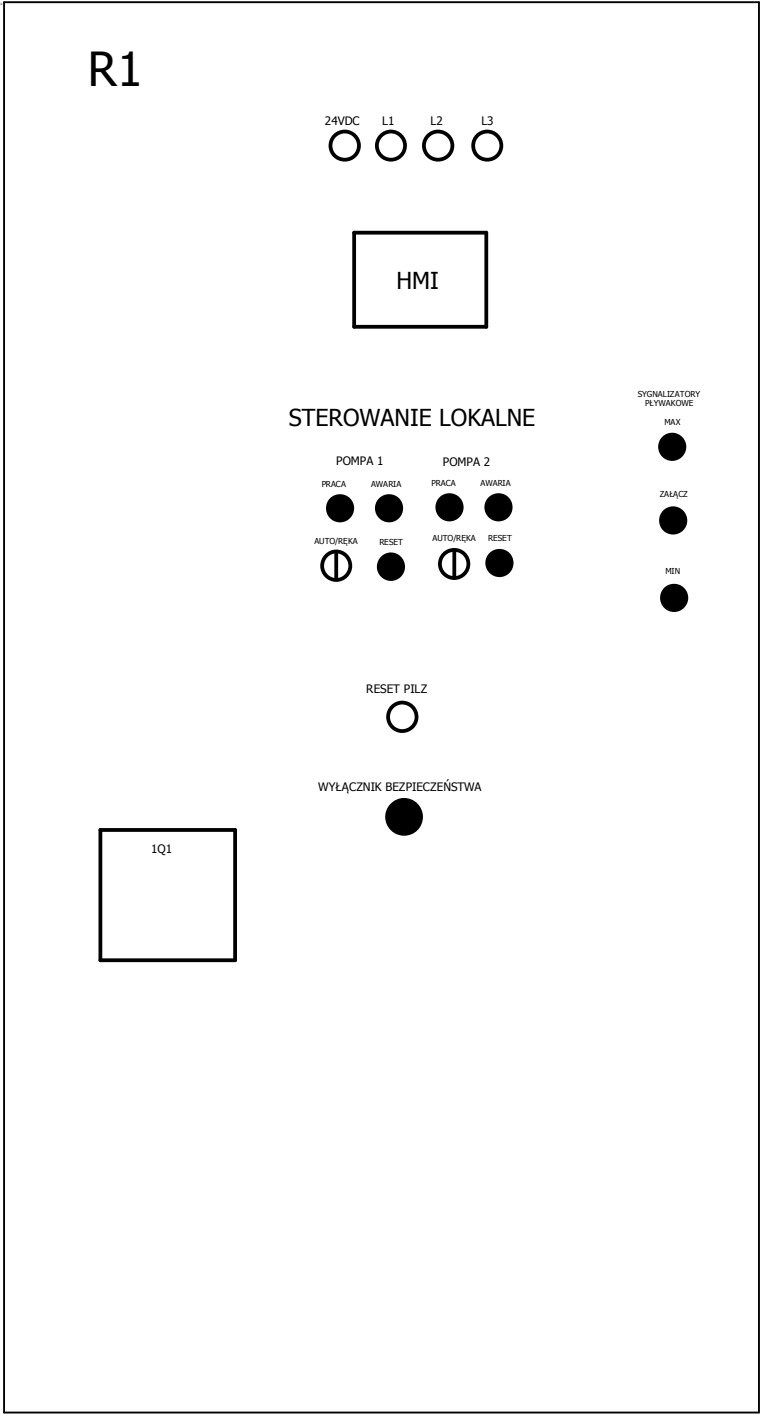 R1
24VDC L1 L2 L3
HMI
STEROWANIE LOKALNE
POMPA 1 POMPA 2
PRACA AWARIA PRACA AWARIA
AUTO/RĘKA RESET AUTO/RĘKA RESET
SYGNALIZATORY
PŁYWAKOWE
MAX
ZAŁĄCZ
MIN
RESET PILZ
WYŁĄCZNIK BEZPIECZEŃSTWA
1Q1